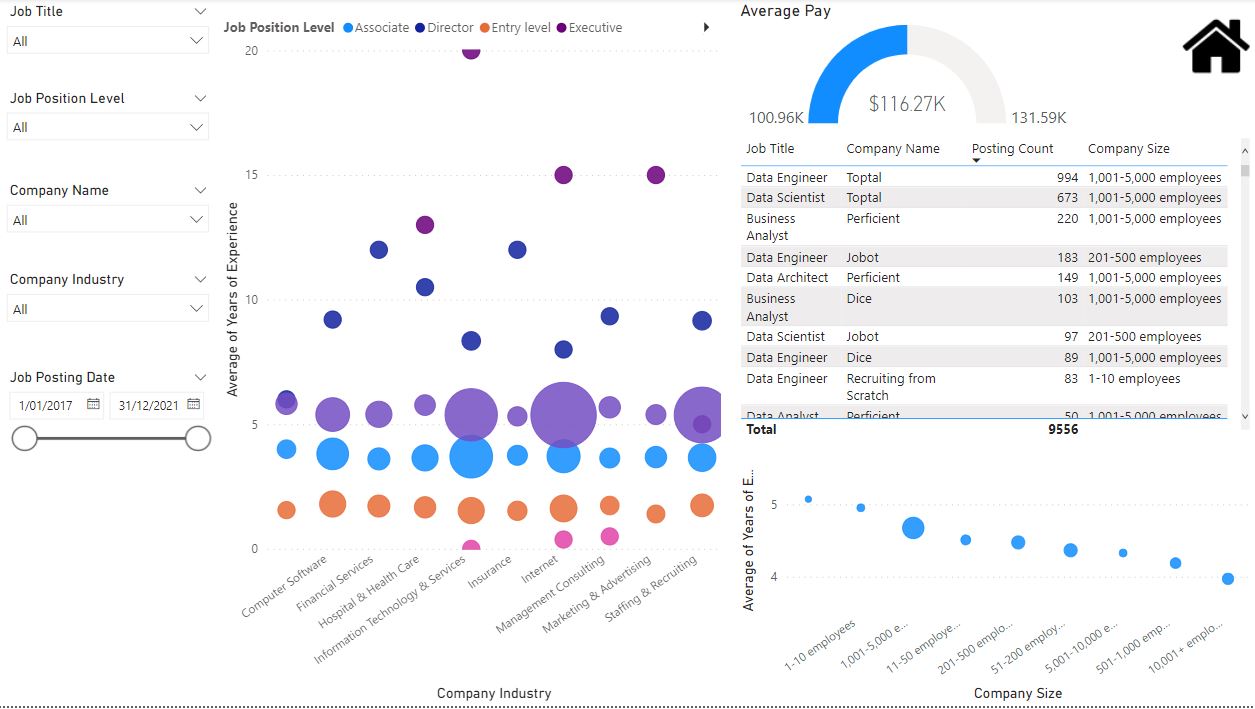 Job Title
All
Job Position Level
All
Company Name
All
Company Industry
All
Job Posting Date
1/01/2017 31/12/2021
Job Position Level Associate Director Entry level Executive
Average of Years of Experience
20
15
10
5
0
Computer Software
Financial Services
Hospital & Health Care
Information Technology & Services
Insurance
Internet
Management Consulting
Marketing & Advertising
Staffing & Recruiting
Company Industry
Average Pay
$116.27K
100.96K 131.59K
Job Title Company Name Posting Count Company Size
Data Engineer Toptal 994 1,001-5,000 employees
Data Scientist Toptal 673 1,001-5,000 employees
Business Perficient 220 1,001-5,000 employees
Analyst
Data Engineer Jobot 183 201-500 employees
Data Architect Perficient 149 1,001-5,000 employees
Business Dice 103 1,001-5,000 employees
Analyst
Data Scientist Jobot 97 201-500 employees
Data Engineer Dice 89 1,001-5,000 employees
Data Engineer Recruiting from 83 1-10 employees
Scratch
Data Analyst Perficient 50 1,001-5,000 employees
Total 9556
Average of Years of E...
5
4
1-10 employees
1,001-5,000 e...
11-50 employe...
201-500 emplo...
51-200 employ...
5,001-10,000 e...
501-1,000 emp...
10,001+ emplo...
Company Size